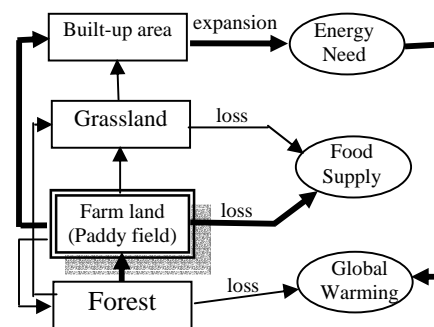 Built-up area
expansion
Energy
Need
Grassland
loss
Food
Supply
Farm land
(Paddy field)
loss
Forest
loss
Global
Warming